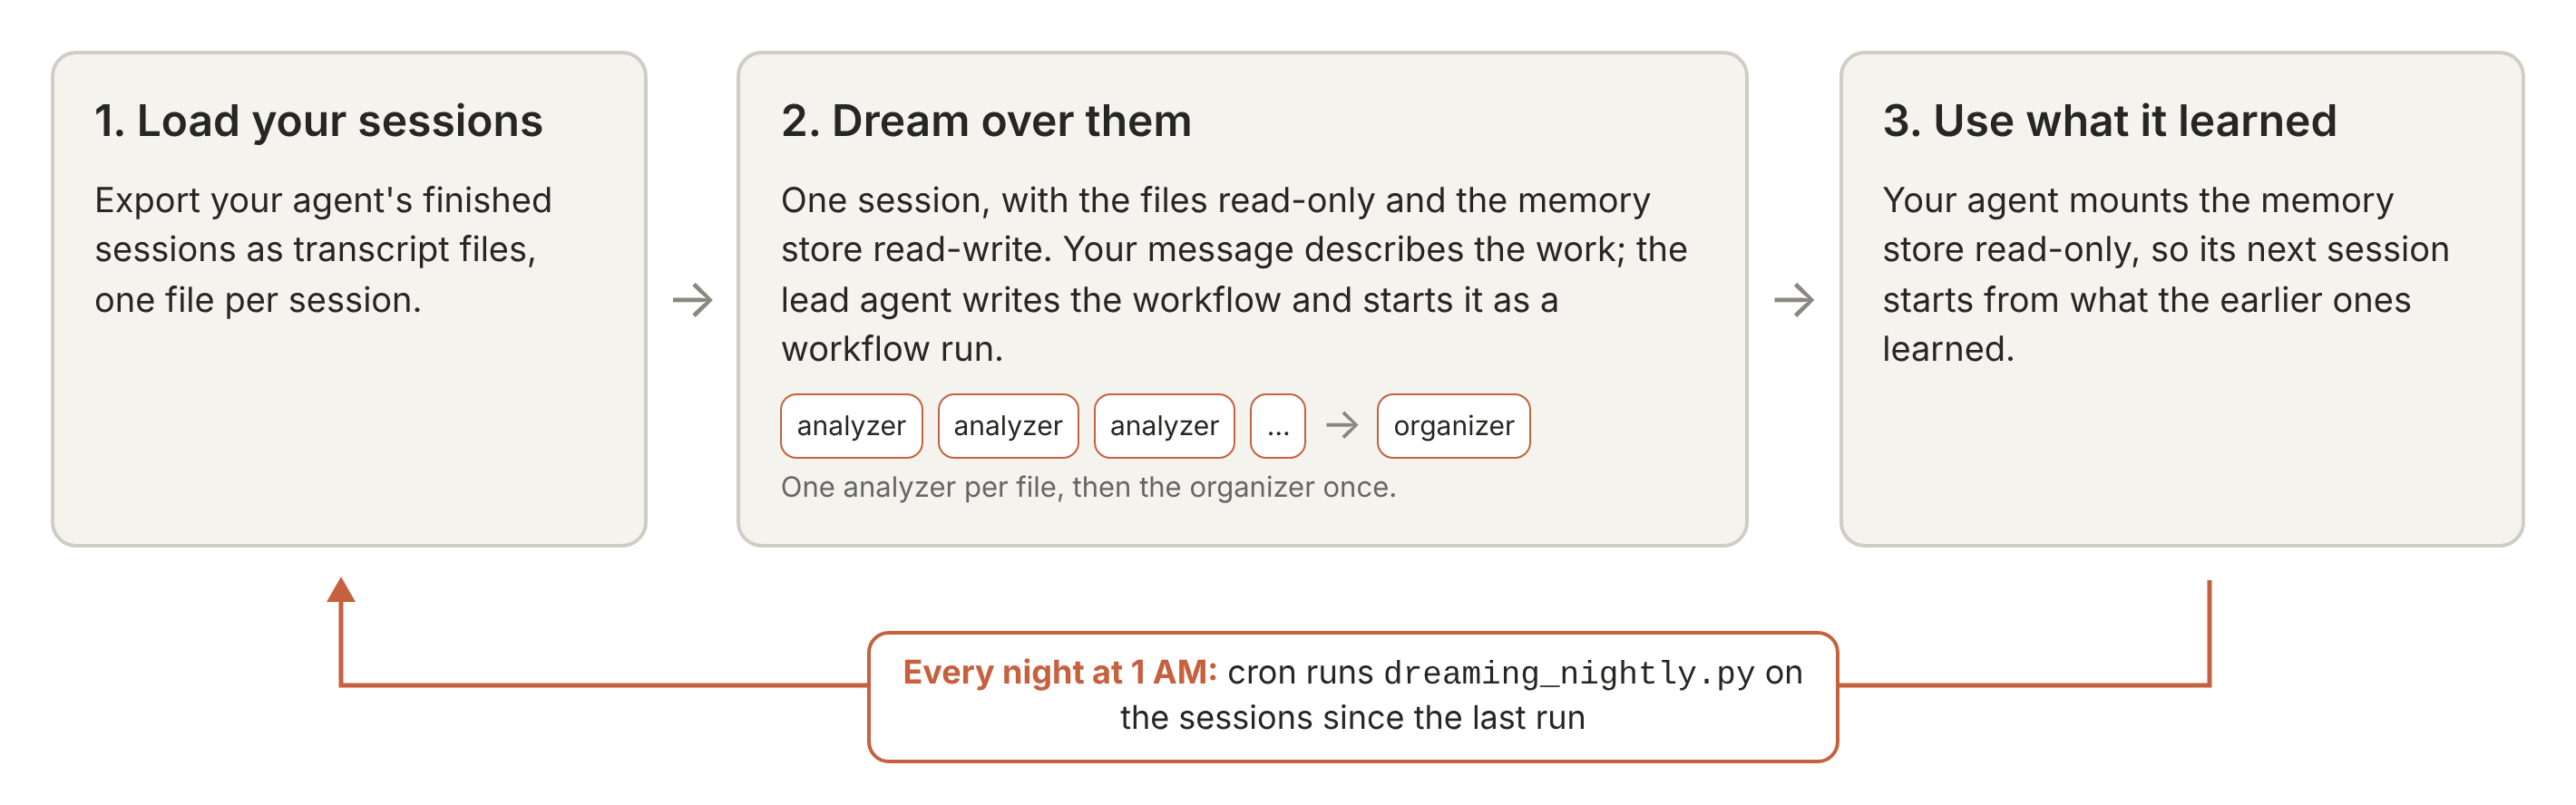 1. Load your sessions
Export your agent's finished
sessions as transcript files,
one file per session.
2. Dream over them
One session, with the files read-only and the memory
store read-write. Your message describes the work; the
lead agent writes the workflow and starts it as a
workflow run.
analyzer analyzer analyzer ... organizer
One analyzer per file, then the organizer once.
3. Use what it learned
Your agent mounts the memory
store read-only, so its next session
starts from what the earlier ones
learned.
Every night at 1 AM: cron runs dreaming_nightly.py on
the sessions since the last run